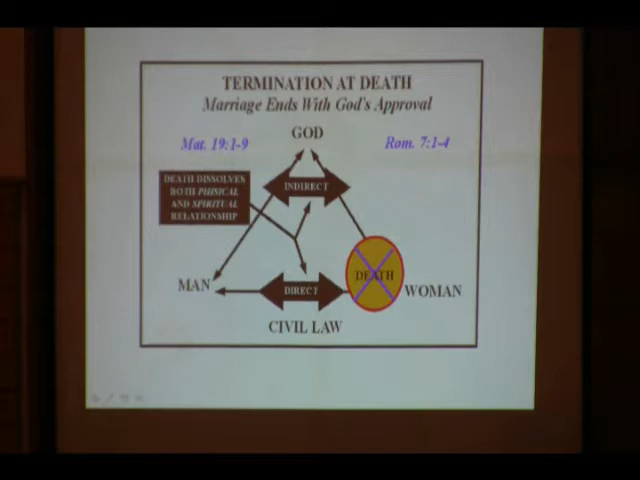 TERMINATION AT DEATH
Marriage Ends With God's Approval
GOD
Mat. 19:1-9
Rom. 7:1-4
DEATH DISSOLVES
BOTH PHISICAL
AND SPIRITUAL
RELATIONSHIP
INDIRECT
DEATH
MAN
DIRECT
WOMAN
CIVIL LAW